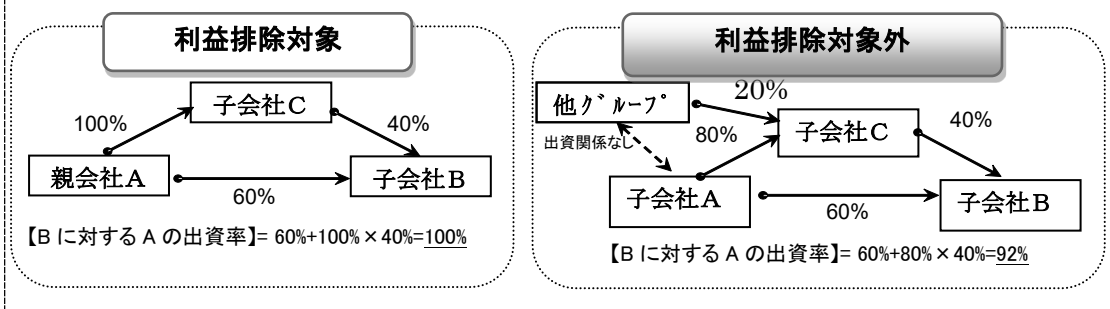 利益排除対象
子会社C
100%
40%
親会社A
子会社B
60%
【B に対する A の出資率】= 60%+100%×40%=100%
利益排除対象外
他ｸﾞﾙｰﾌﾟ
20%
子会社C
80%
40%
出資関係なし
子会社A
子会社B
60%
【B に対する A の出資率】= 60%+80%×40%=92%